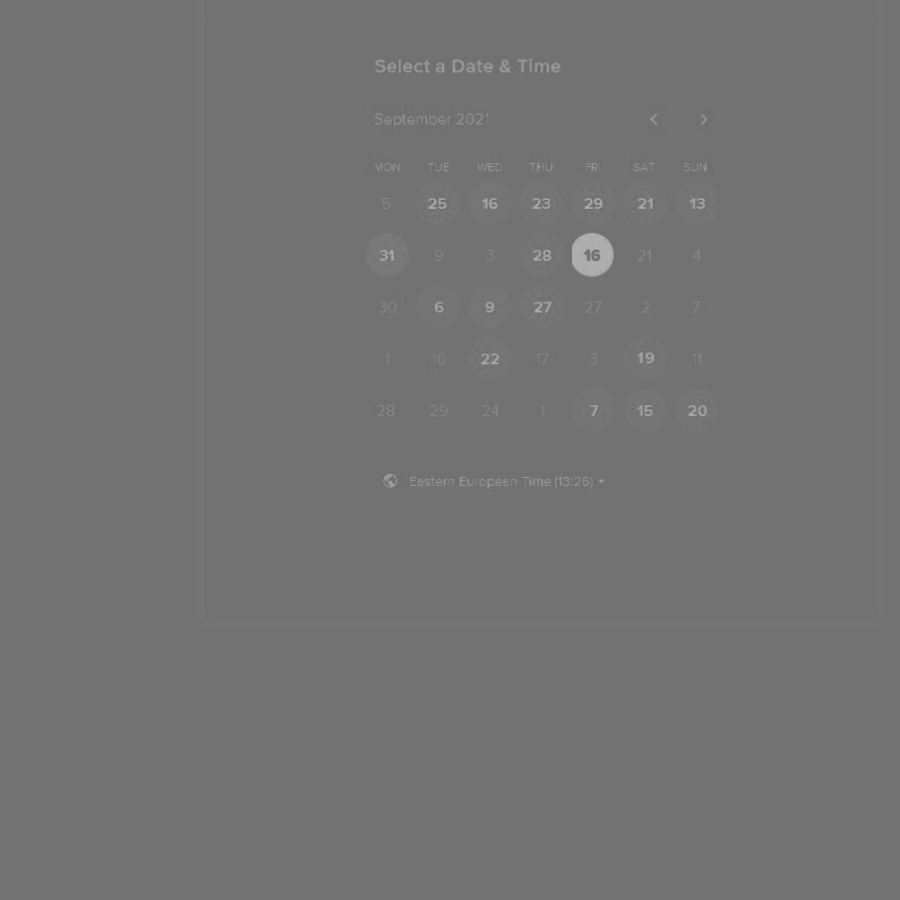 Select a Date & Time
September 2021
MON TUE WED THU FRI SAT SUN
5 25 16 23 29 21 13
31 9 3 28 16 21 4
30 6 9 27 27 2 7
1 10 22 17 3 19 11
28 29 24 1 7 15 20
Eastern European Time (13:26)